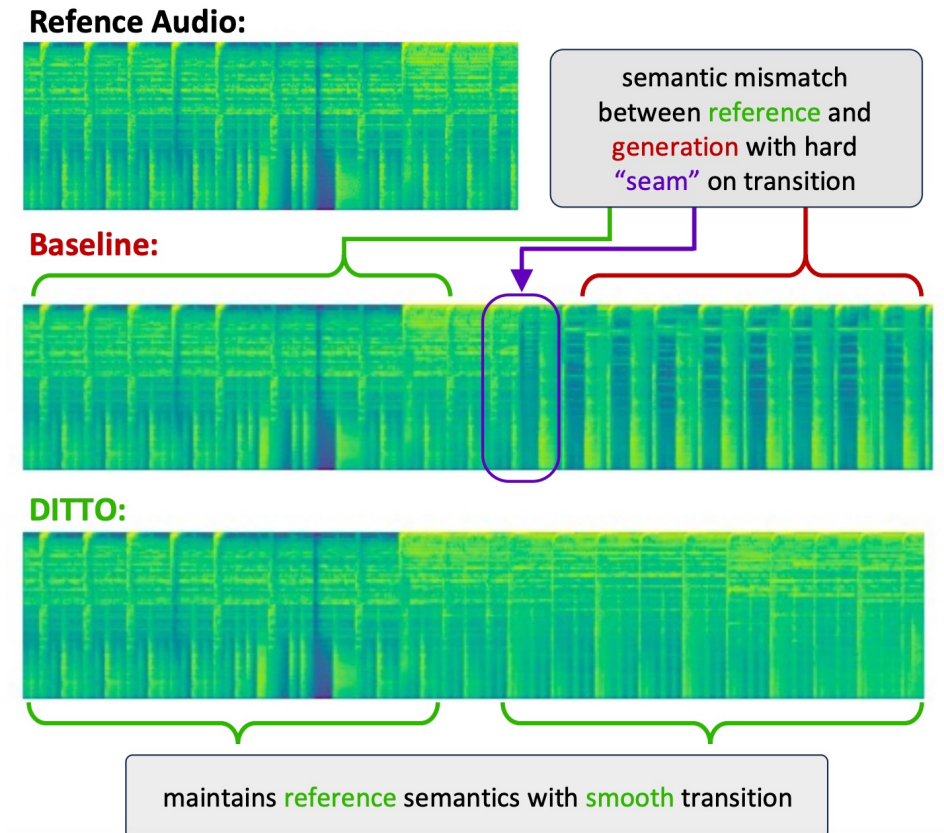 Refence Audio:
semantic mismatch
between reference and
generation with hard
“seam” on transition
Baseline:
DITTO:
maintains reference semantics with smooth transition